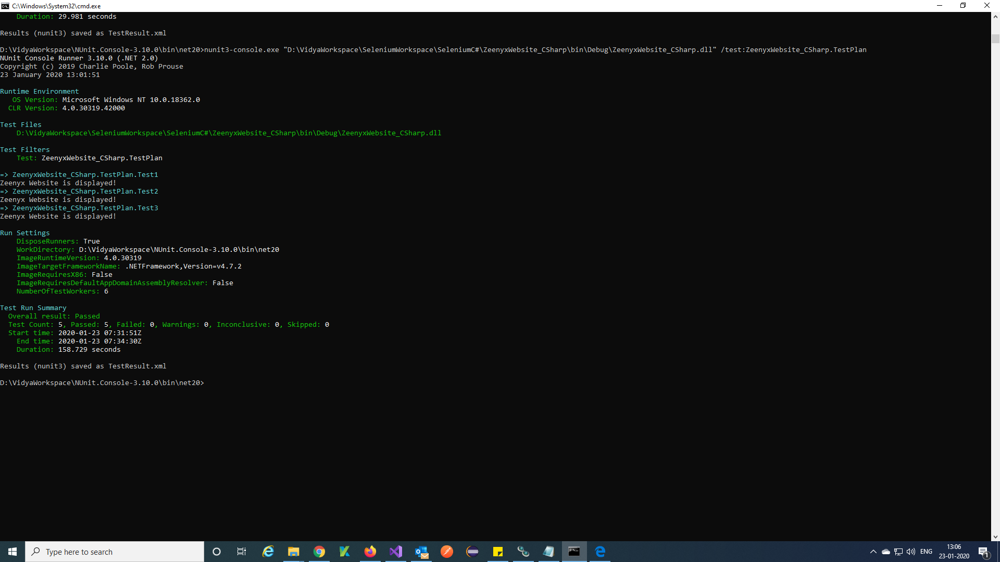 C:\Windows\System32\cmd.exe
Duration: 29.981 seconds
Results (nunit3) saved as TestResult.xml
D:\VidyaWorkspace\NUnit.Console-3.10.0\bin\net20>nunit3-console.exe "D:\VidyaWorkspace\SeleniumWorkspace\SeleniumC#\ZeenyxWebsite_CSharp\bin\Debug\ZeenyxWebsite_CSharp.dll" /test:ZeenyxWebsite_CSharp.TestPlan
NUnit Console Runner 3.10.0 (.NET 2.0)
Copyright (c) 2019 Charlie Poole, Rob Prouse
23 January 2020 13:01:51
Runtime Environment
OS Version: Microsoft Windows NT 10.0.18362.0
CLR Version: 4.0.30319.42000
Test Files
D:\VidyaWorkspace\SeleniumWorkspace\SeleniumC#\ZeenyxWebsite_CSharp\bin\Debug\ZeenyxWebsite_CSharp.dll
Test Filters
Test: ZeenyxWebsite_CSharp.TestPlan
=> ZeenyxWebsite_CSharp.TestPlan.Test1
Zeenyx Website is displayed!
=> ZeenyxWebsite_CSharp.TestPlan.Test2
Zeenyx Website is displayed!
=> ZeenyxWebsite_CSharp.TestPlan.Test3
Zeenyx Website is displayed!
Run Settings
DisposeRunners: True
WorkDirectory: D:\VidyaWorkspace\NUnit.Console-3.10.0\bin\net20
ImageRuntimeVersion: 4.0.30319
ImageTargetFrameworkName: .NETFramework,Version=v4.7.2
ImageRequiresX86: False
ImageRequiresDefaultAppDomainAssemblyResolver: False
NumberOfTestWorkers: 6
Test Run Summary
Overall result: Passed
Test Count: 5, Passed: 5, Failed: 0, Warnings: 0, Inconclusive: 0, Skipped: 0
Start time: 2020-01-23 07:31:51Z
End time: 2020-01-23 07:34:30Z
Duration: 158.729 seconds
Results (nunit3) saved as TestResult.xml
D:\VidyaWorkspace\NUnit.Console-3.10.0\bin\net20>
Type here to search
ENG
13:06
23-01-2020
1